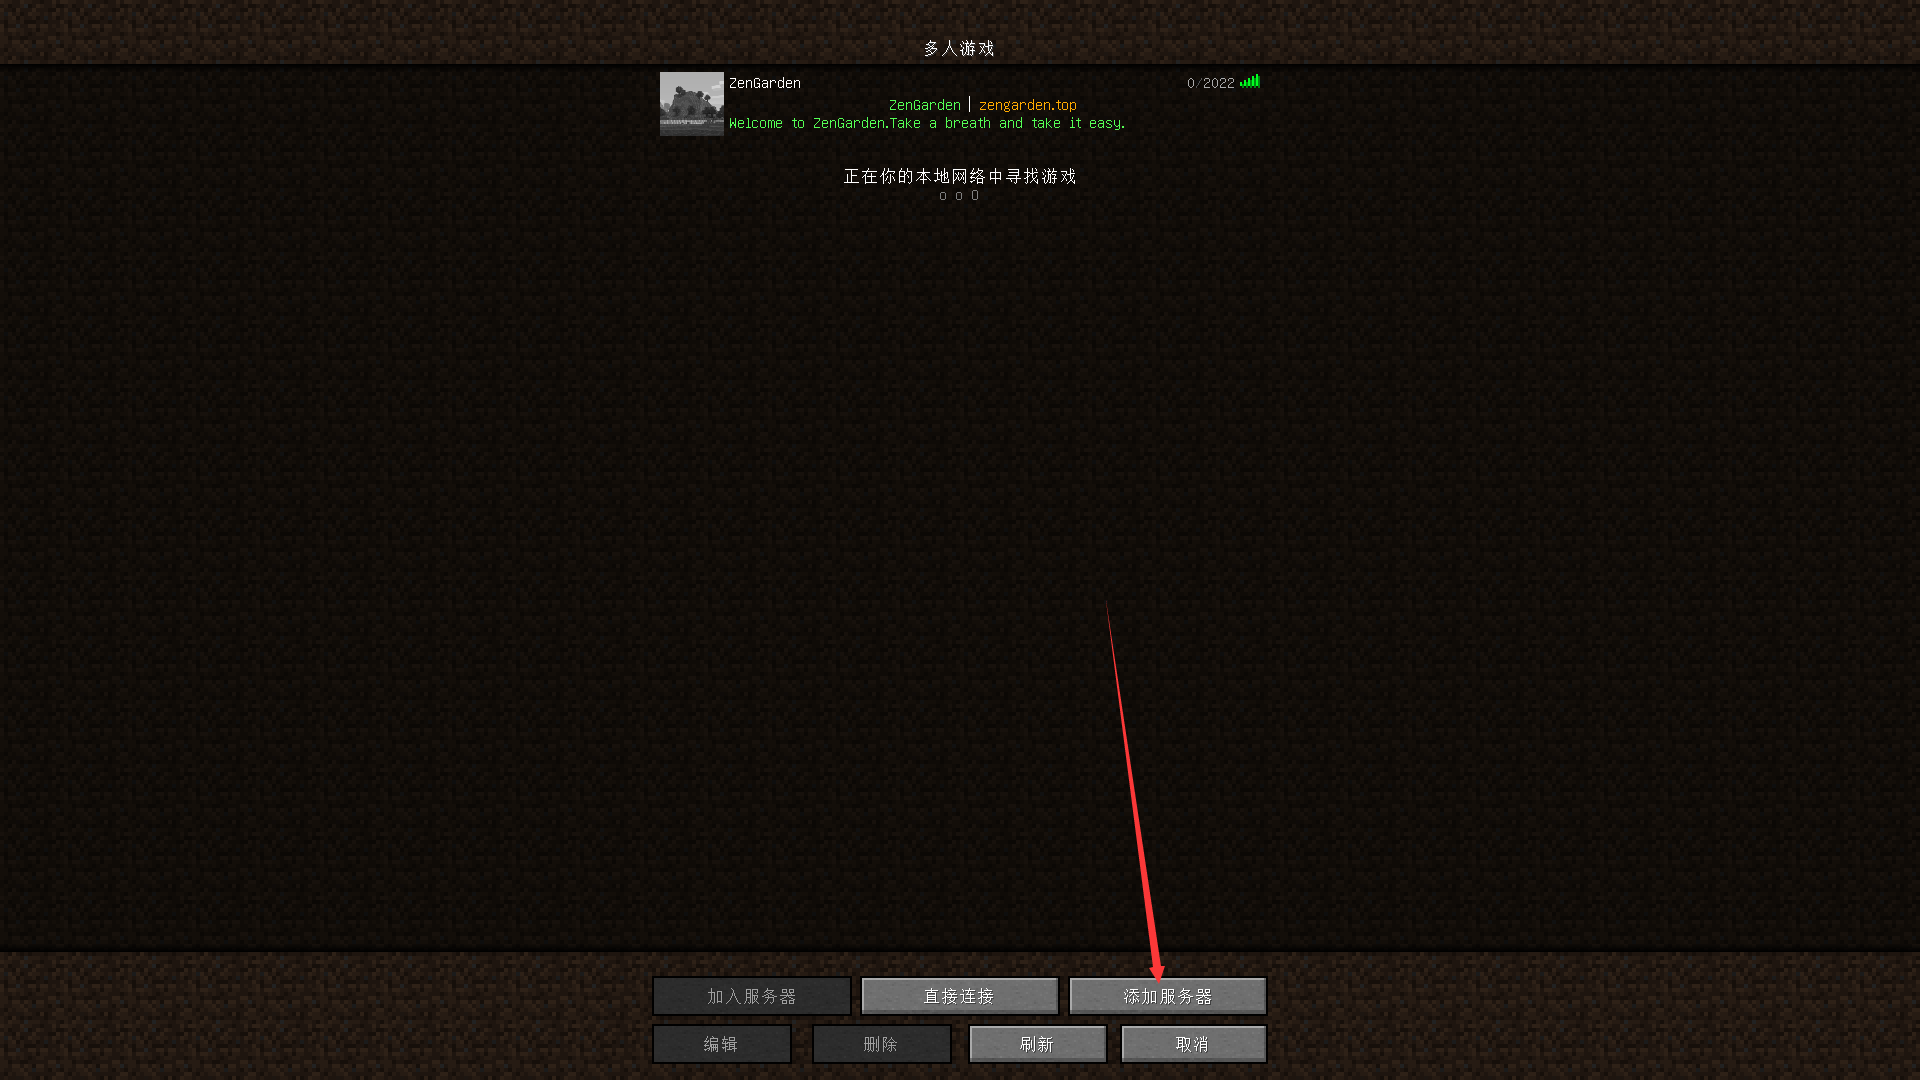 多人游戏
ZenGarden 0/2022
ZenGarden | zengarden.top
Welcome to ZenGarden.Take a breath and take it easy.
正在你的本地网络中寻找游戏
o o O
加入服务器 直接连接 添加服务器
编辑 删除 刷新 取消